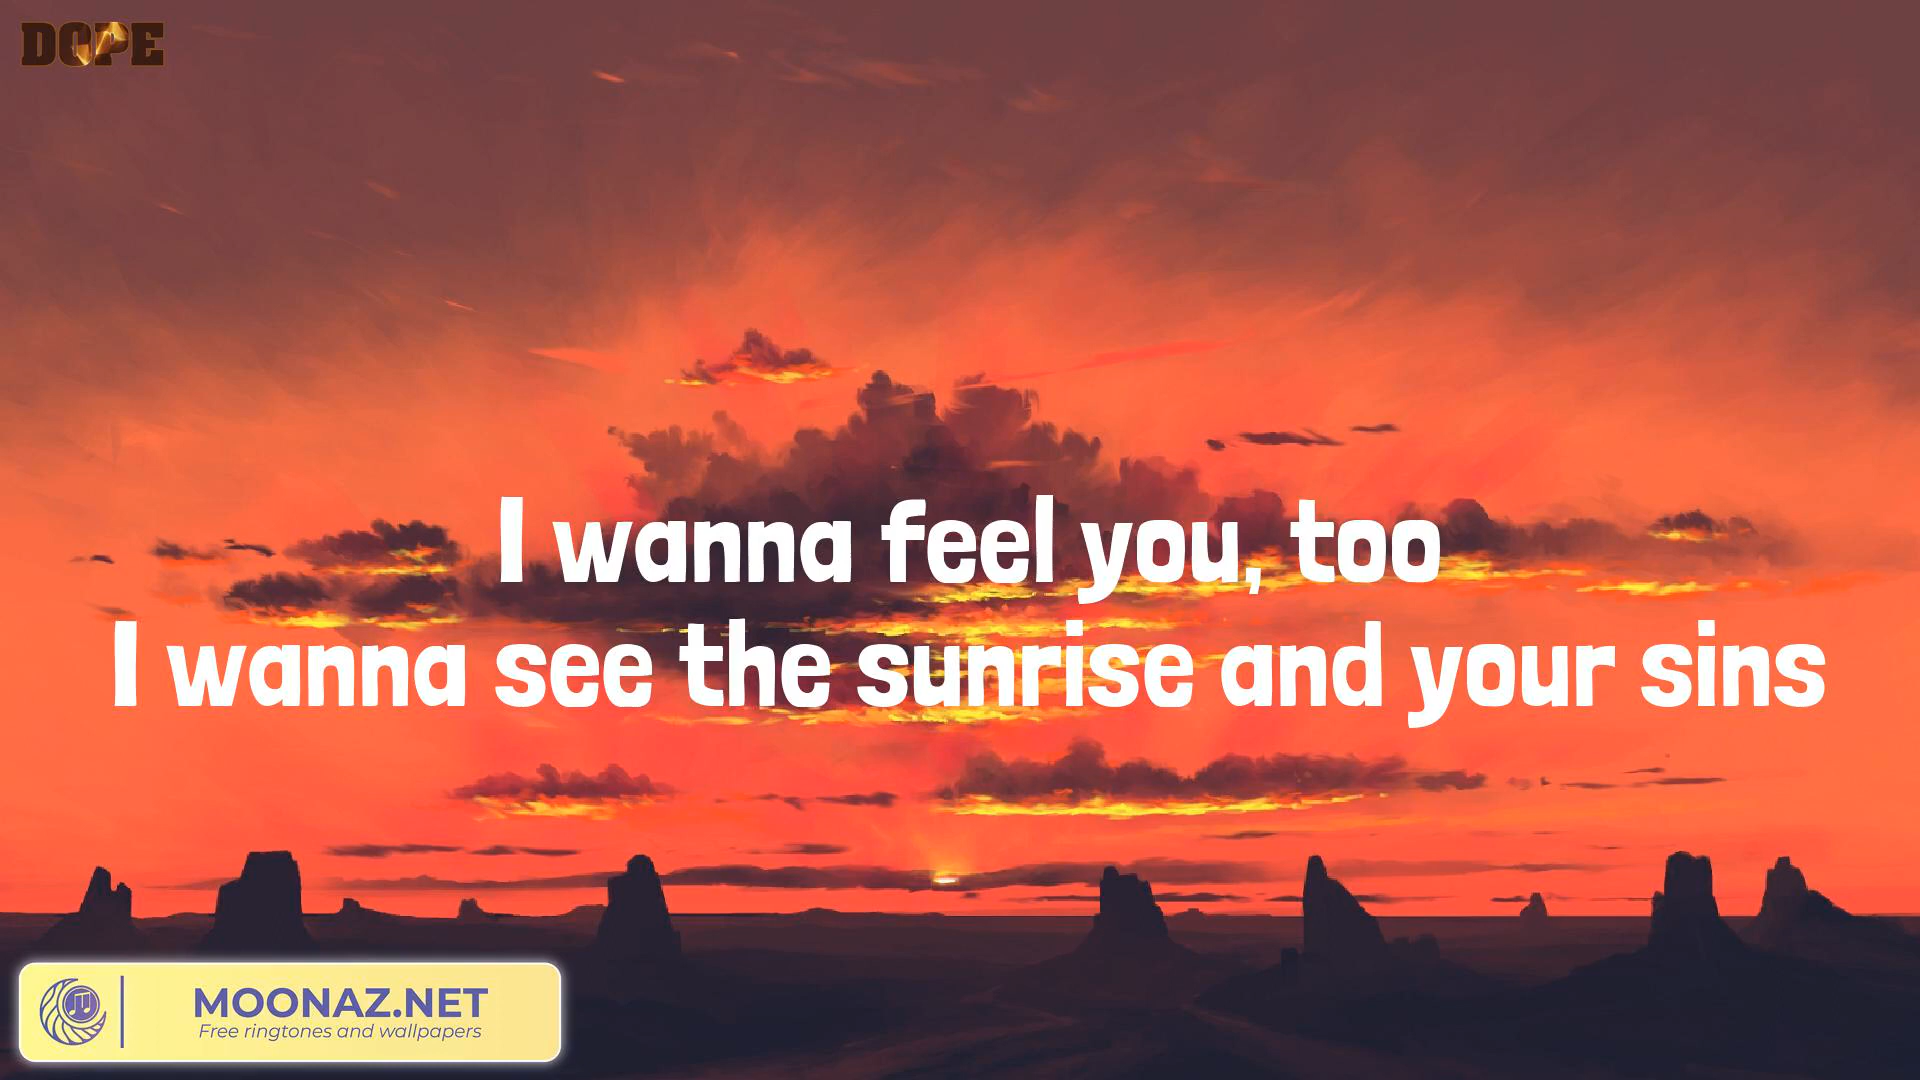 DOPE
I wanna feel you, too
I wanna see the sunrise and your sins
MOONAZ.NET
Free ringtones and wallpapers